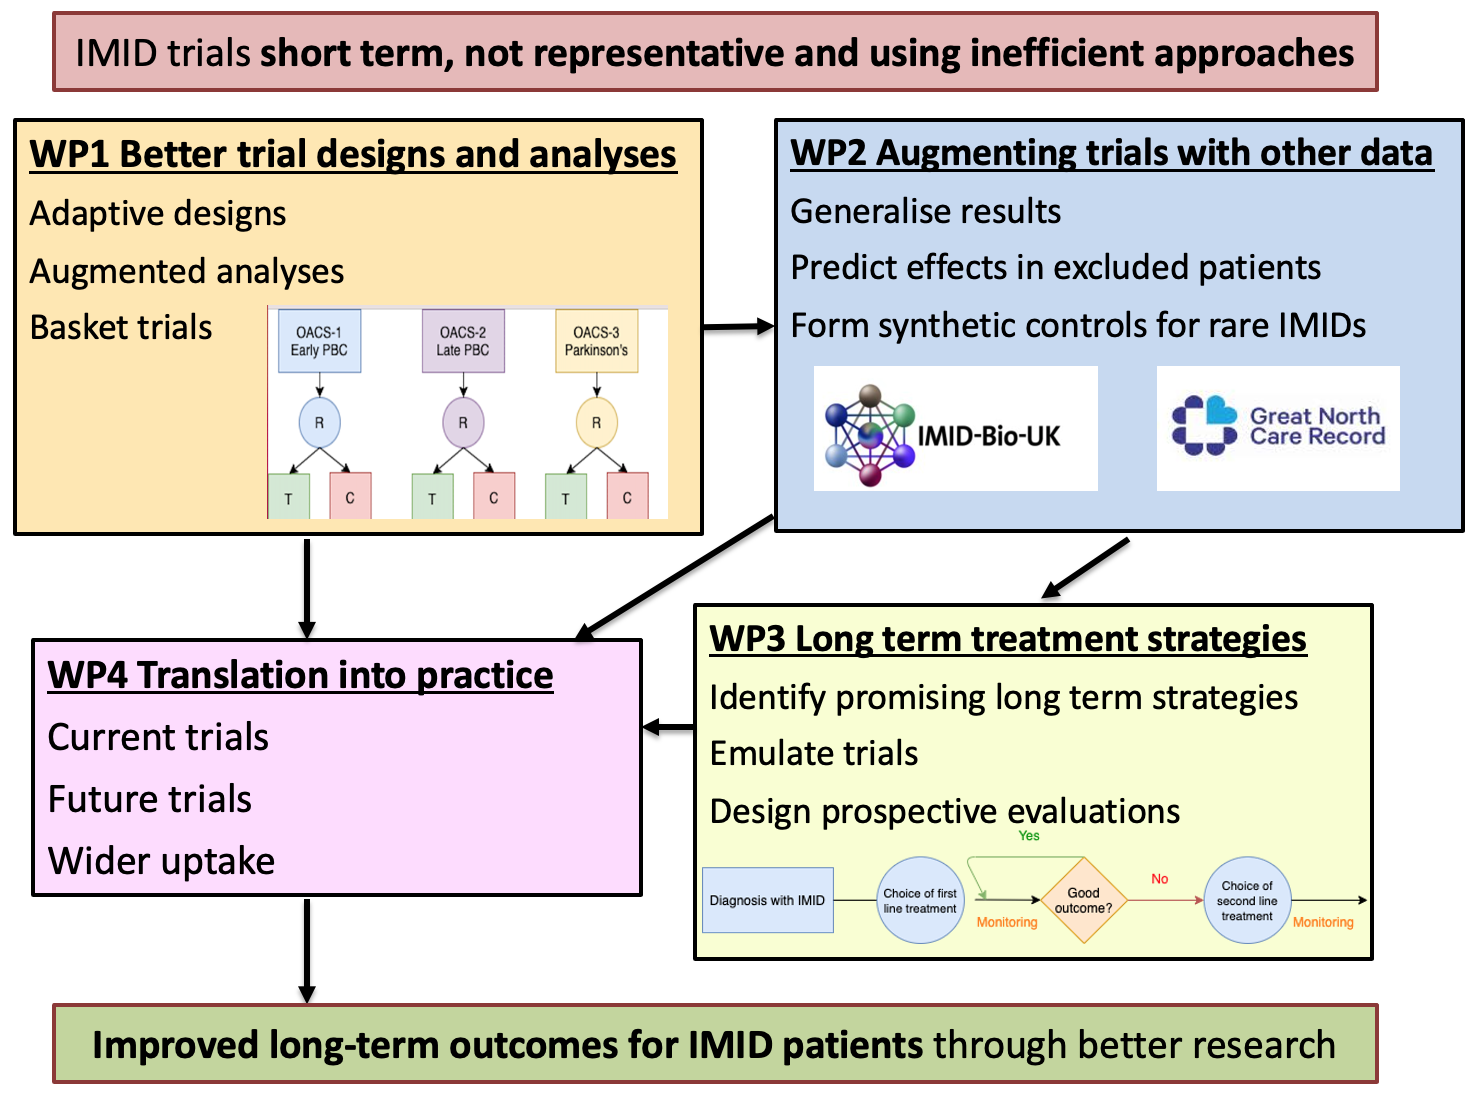 IMID trials short term, not representative and using inefficient approaches
WP1 Better trial designs and analyses
Adaptive designs
Augmented analyses
Basket trials
OACS-1
Early PBC
OACS-2
Late PBC
OACS-3
Parkinson's
R
R
R
T
C
T
C
T
C
WP2 Augmenting trials with other data
Generalise results
Predict effects in excluded patients
Form synthetic controls for rare IMIDs
IMID-Bio-UK
Great North
Care Record
WP4 Translation into practice
Current trials
Future trials
Wider uptake
WP3 Long term treatment strategies
Identify promising long term strategies
Emulate trials
Design prospective evaluations
Yes
Diagnosis with IMID
Choice of first
line treatment
Monitoring
Good
outcome?
No
Choice of
second line
treatment
Monitoring
Improved long-term outcomes for IMID patients through better research